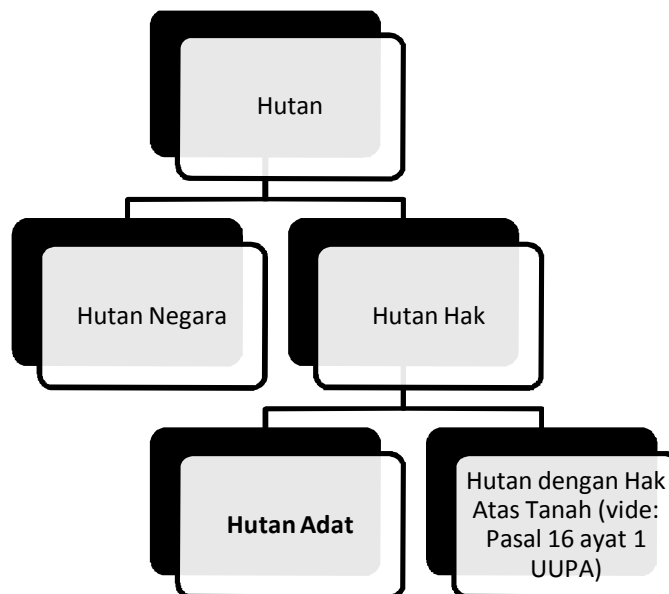 Hutan
Hutan Negara
Hutan Hak
Hutan Adat
Hutan dengan Hak
Atas Tanah (vide:
Pasal 16 ayat 1
UUPA)